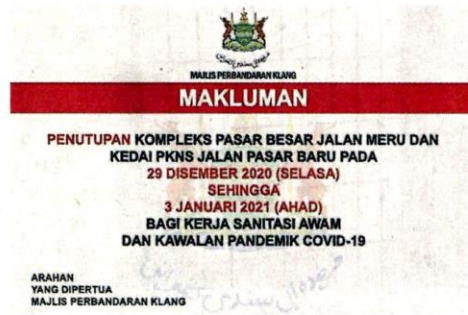 MAJLIS PERBANDARAN KLANG
MAKLUMAN
PENUTUPAN KOMPLEKS PASAR BESAR JALAN MERU DAN
KEDAI PKNS JALAN PASAR BARU PADA
29 DISEMBER 2020 (SELASA)
SEHINGGA
3 JANUARI 2021 (AHAD)
BAGI KERJA SANITASI AWAM
DAN KAWALAN PANDEMIK COVID-19
ARAHAN
YANG DIPERTUA
MAJLIS PERBANDARAN KLANG